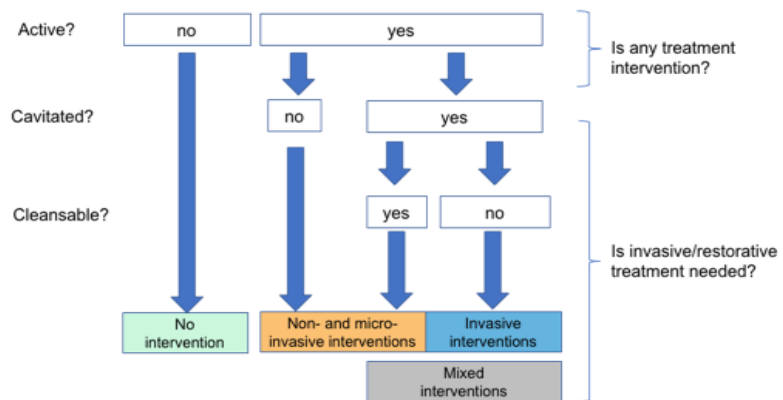 Active?
no
yes
Is any treatment
intervention?
Cavitated?
no
yes
Cleansable?
yes
no
Is invasive/restorative
treatment needed?
No
intervention
Non- and micro-
invasive interventions
Invasive
interventions
Mixed
interventions